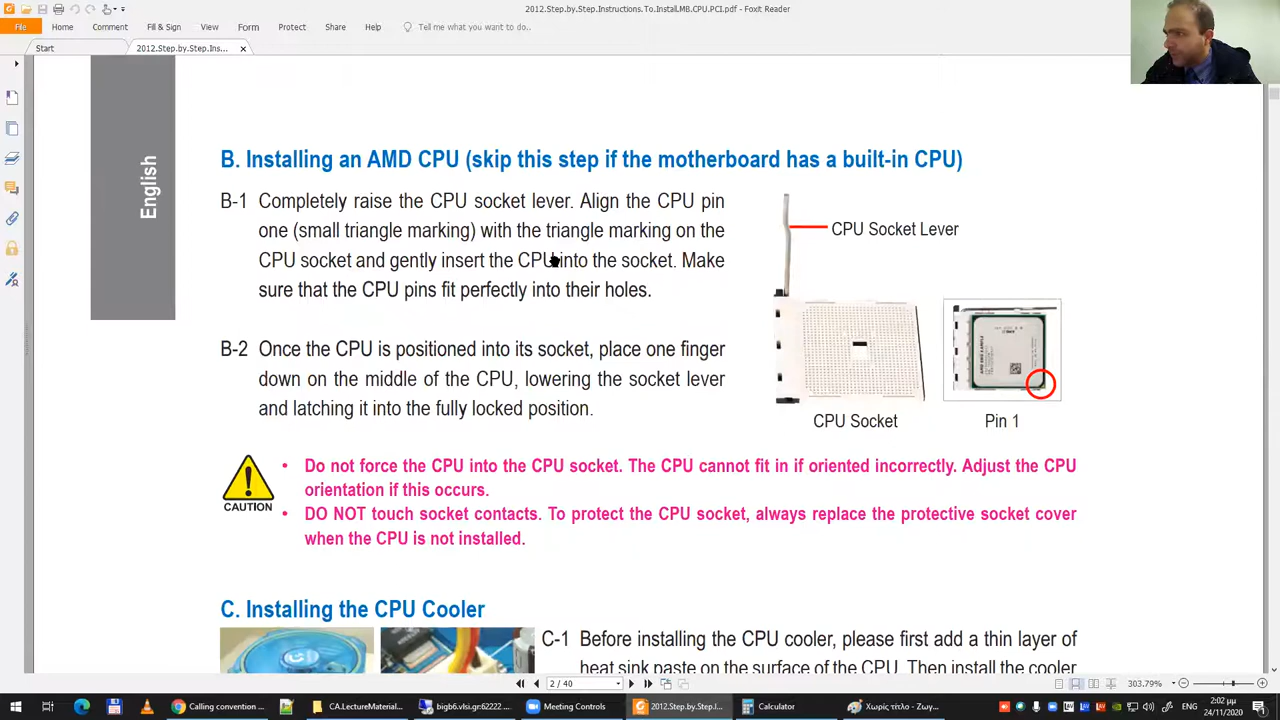 2012.Step.by.Step.Instructions.To.Install.MB.CPU.PCI.pdf - Foxit Reader
File Home Comment Fill & Sign View Form Protect Share Help Tell me what you want to do..
Start 2012.Step.by.Step.Ins...
English
B. Installing an AMD CPU (skip this step if the motherboard has a built-in CPU)
B-1 Completely raise the CPU socket lever. Align the CPU pin
one (small triangle marking) with the triangle marking on the
CPU socket and gently insert the CPU into the socket. Make
sure that the CPU pins fit perfectly into their holes.
CPU Socket Lever
B-2 Once the CPU is positioned into its socket, place one finger
down on the middle of the CPU, lowering the socket lever
and latching it into the fully locked position.
CPU Socket
Pin 1
CAUTION
• Do not force the CPU into the CPU socket. The CPU cannot fit in if oriented incorrectly. Adjust the CPU
orientation if this occurs.
• DO NOT touch socket contacts. To protect the CPU socket, always replace the protective socket cover
when the CPU is not installed.
C. Installing the CPU Cooler
C-1 Before installing the CPU cooler, please first add a thin layer of
heat sink paste on the surface of the CPU. Then install the cooler
2 / 40
303.79%
Calling convention ... CA.LectureMaterial... bigb6.vlsi.gr:62222 ... Meeting Controls 2012.Step.by.Step.I... Calculator Χωρίς τίτλο - Ζωγ...
2:02 μμ
24/11/2020